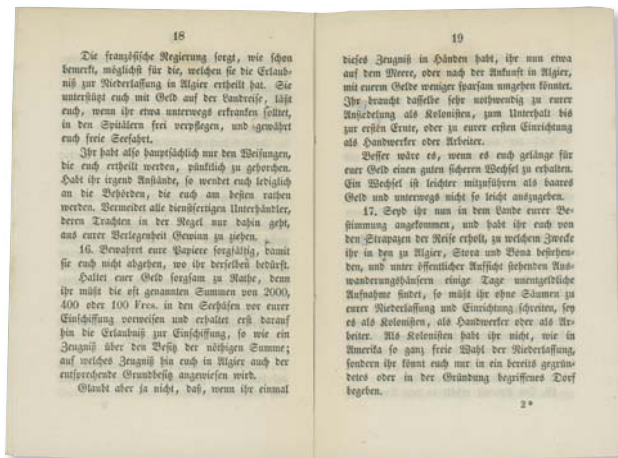 18
Die französische Regierung sorgt, wie schon
bemerkt, möglichst für die, welchen sie die Erlaub-
niß zur Niederlassung in Algier ertheilt hat. Sie
unterstüzt euch mit Geld auf der Landreise, läßt
euch, wenn ihr etwa unterwegs erkranken solltet,
in den Spitälern frei verpflegen, und gewährt
euch freie Seefahrt.
Ihr habt also hauptsächlich nur den Weisungen,
die euch ertheilt werden, pünktlich zu gehorchen.
Habt ihr irgend Anstände, so wendet euch lediglich
an die Behörden, die euch am besten rathen
werden. Vermeidet alle dienstfertigen Unterhändler,
deren Trachten in der Regel nur dahin geht,
aus eurer Verlegenheit Gewinn zu ziehen.
16. Bewahret eure Papiere sorgfältig, damit
sie euch nicht abgehen, wo ihr derselben bedürft.
Haltet euer Geld sorgsam zu Rathe, denn
ihr müßt die oft genannten Summen von 2000,
400 oder 100 Frcs. in den Seehäfen vor eurer
Einschiffung vorweisen und erhaltet erst darauf
hin die Erlaubniß zur Einschiffung, so wie ein
Zeugniß über den Besitz der nöthigen Summe;
auf welches Zeugniß hin euch in Algier auch der
entsprechende Grundbesitz angewiesen wird.
Glaubt aber ja nicht, daß, wenn ihr einmal
19
dieses Zeugniß in Händen habt, ihr nun etwa
auf dem Meere, oder nach der Ankunft in Algier,
mit euerm Gelde weniger sparsam umgehen könntet.
Ihr braucht dasselbe sehr nothwendig zu eurer
Ansiedelung als Kolonisten, zum Unterhalt bis
zur ersten Ernte, oder zu eurer ersten Einrichtung
als Handwerker oder Arbeiter.
Besser wäre es, wenn es euch gelänge für
euer Geld einen guten sicheren Wechsel zu erhalten.
Ein Wechsel ist leichter mitzuführen als baares
Geld und unterwegs nicht so leicht auszugeben.
17. Seyd ihr nun in dem Lande eurer Be-
stimmung angekommen, und habt ihr euch von
den Strapazen der Reise erholt, zu welchem Zwecke
ihr in den zu Algier, Stora und Bona bestehen-
den, und unter öffentlicher Aufsicht stehenden Aus-
wanderungshäusern einige Tage unentgeldliche
Aufnahme findet, so müßt ihr ohne Säumen zu
eurer Niederlassung und Einrichtung schreiten, sey
es als Kolonisten, als Handwerker oder als Ar-
beiter. Als Kolonisten habt ihr nicht, wie in
Amerika so ganz freie Wahl der Niederlassung,
sondern ihr könnt euch nur in ein bereits gegrün-
detes oder in der Gründung begriffenes Dorf
begeben.
2*